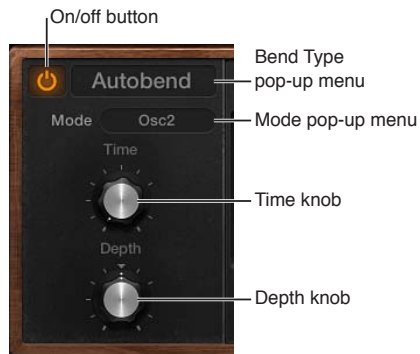 On/off button
Bend Type
pop-up menu
Autobend
Mode
Osc2
Mode pop-up menu
Time
Time knob
Depth
Depth knob